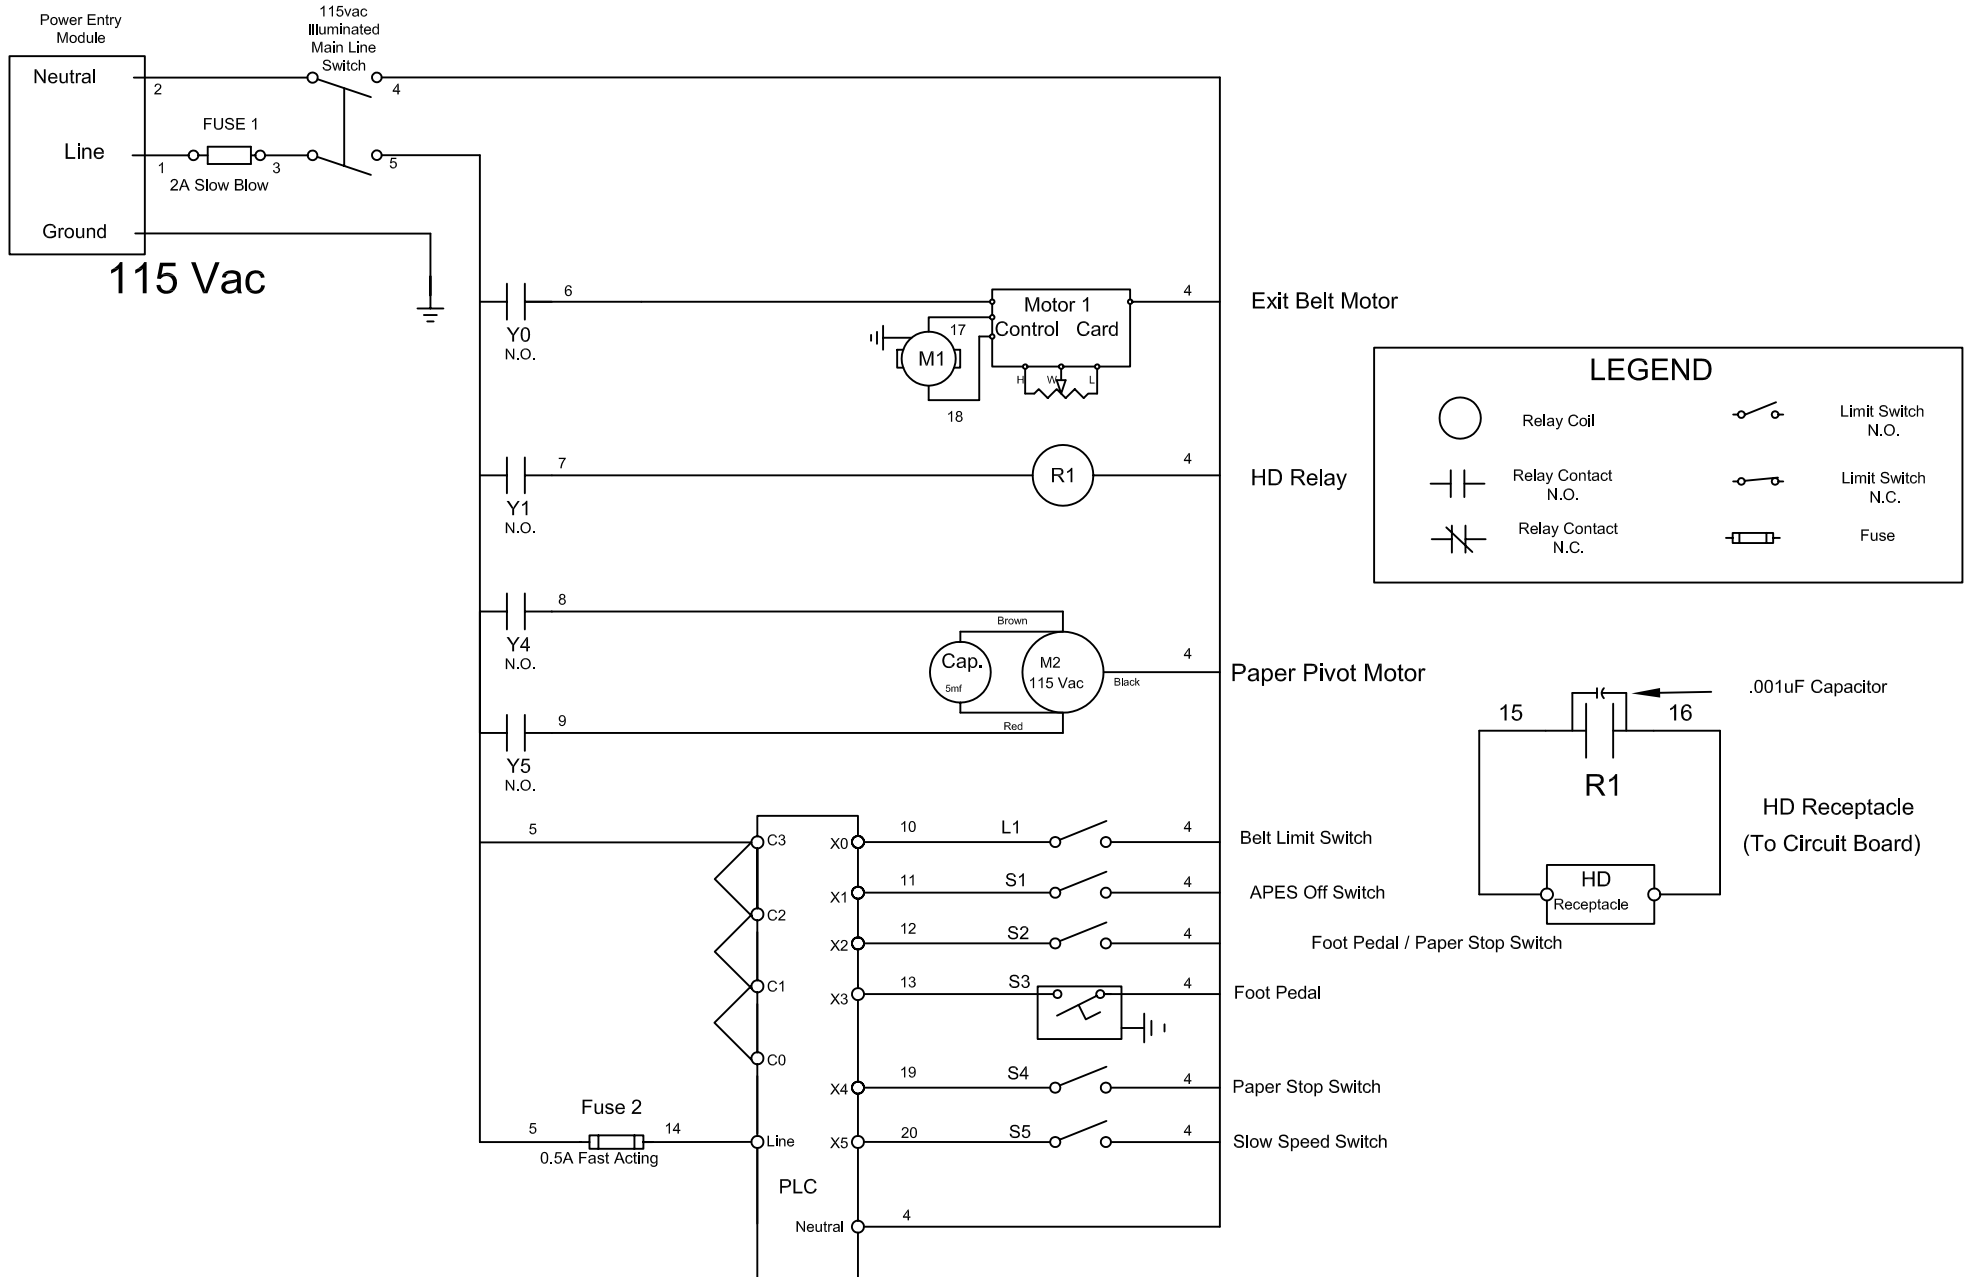 Power Entry
Module
115vac
Illuminated
Main Line
Switch
Neutral
2
4
FUSE 1
Line
1
3
5
2A Slow Blow
Ground
115 Vac
6
Y0
N.O.
Motor 1
Control Card
17
M1
18
H
W
L
4
Exit Belt Motor
7
Y1
N.O.
R1
4
HD Relay
8
Y4
N.O.
Brown
Cap.
5mf
M2
115 Vac
Black
4
Paper Pivot Motor
Red
9
Y5
N.O.
LEGEND
Relay Coil
Limit Switch
N.O.
Relay Contact
N.O.
Limit Switch
N.C.
Relay Contact
N.C.
Fuse
.001uF Capacitor
15
16
R1
HD Receptacle
(To Circuit Board)
HD
Receptacle
5
C3
X0
10
L1
4
Belt Limit Switch
X1
11
S1
4
APES Off Switch
C2
X2
12
S2
4
Foot Pedal / Paper Stop Switch
C1
X3
13
S3
4
Foot Pedal
C0
X4
19
S4
4
Paper Stop Switch
Fuse 2
5
14
0.5A Fast Acting
Line
X5
20
S5
4
Slow Speed Switch
PLC
Neutral
4